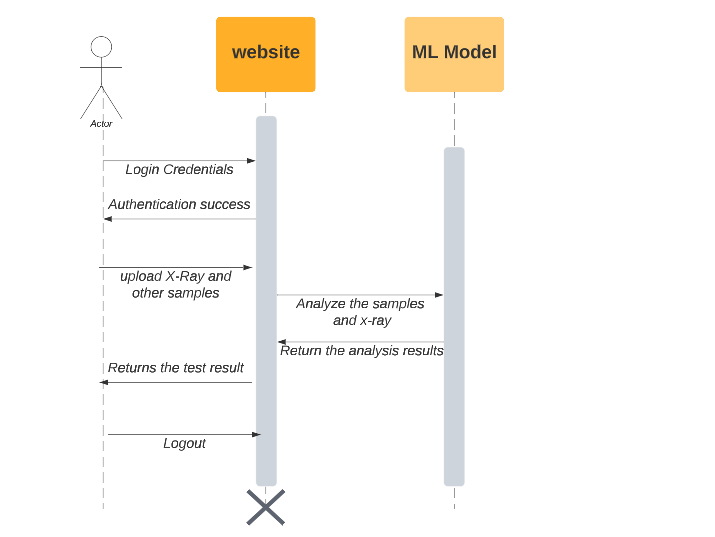 website
ML Model
Actor
Login Credentials
Authentication success
upload X-Ray and
other samples
Analyze the samples
and x-ray
Return the analysis results
Returns the test result
Logout